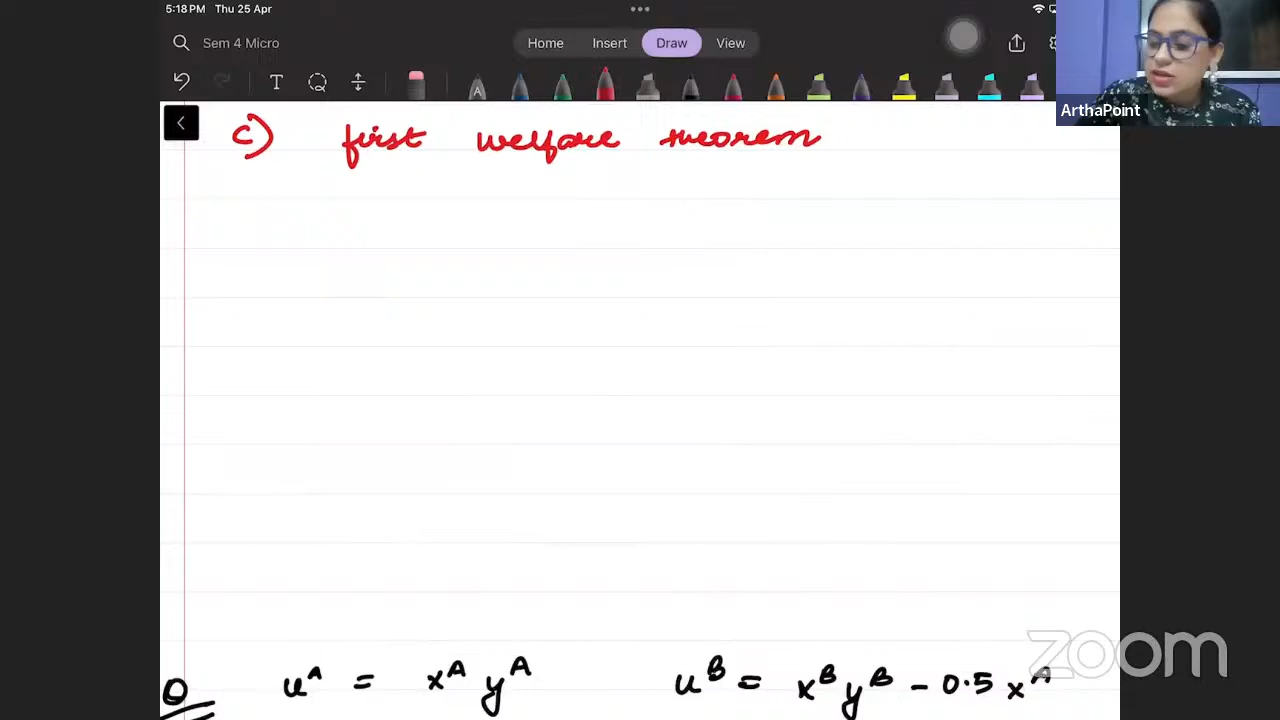 5:18 PM Thu 25 Apr
Sem 4 Micro
Home Insert Draw View
T
A
ArthaPoint
c) first welfare theorem
zoom
Q u^A = x^A y^A u^B = x^B y^B - 0.5 x^A